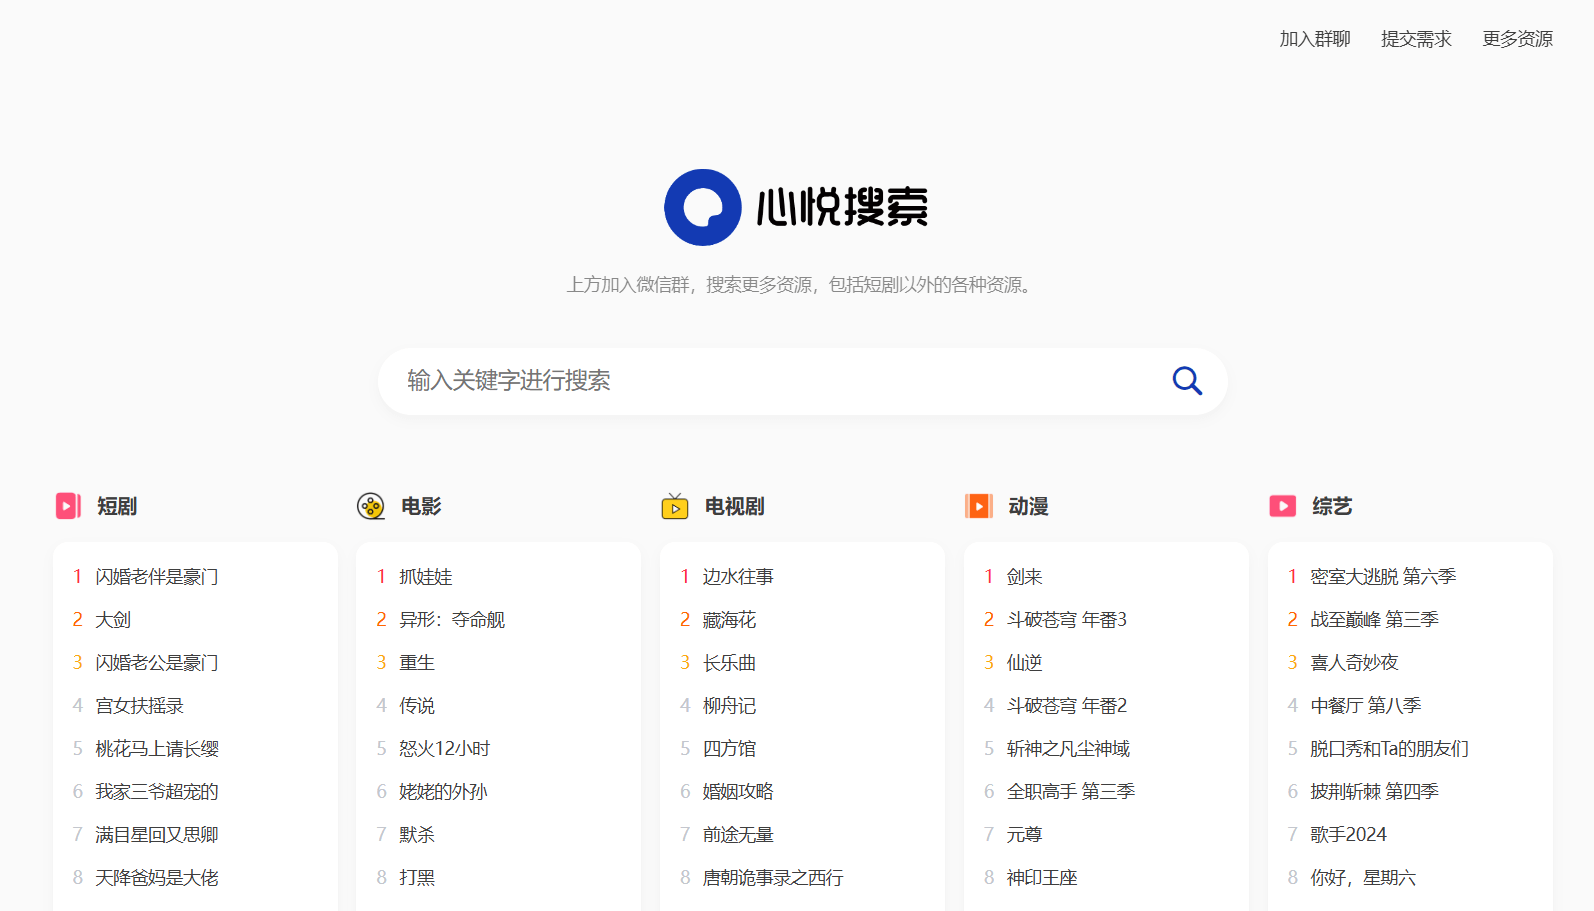 加入群聊 提交需求 更多资源
心悦搜索
上方加入微信群，搜索更多资源，包括短剧以外的各种资源。
输入关键字进行搜索
短剧
1 闪婚老伴是豪门
2 大剑
3 闪婚老公是豪门
4 宫女扶摇录
5 桃花马上请长缨
6 我家三爷超宠的
7 满目星回又思卿
8 天降爸妈是大佬
电影
1 抓娃娃
2 异形：夺命舰
3 重生
4 传说
5 怒火12小时
6 姥姥的外孙
7 默杀
8 打黑
电视剧
1 边水往事
2 藏海花
3 长乐曲
4 柳舟记
5 四方馆
6 婚姻攻略
7 前途无量
8 唐朝诡事录之西行
动漫
1 剑来
2 斗破苍穹 年番3
3 仙逆
4 斗破苍穹 年番2
5 斩神之凡尘神域
6 全职高手 第三季
7 元尊
8 神印王座
综艺
1 密室大逃脱 第六季
2 战至巅峰 第三季
3 喜人奇妙夜
4 中餐厅 第八季
5 脱口秀和Ta的朋友们
6 披荆斩棘 第四季
7 歌手2024
8 你好，星期六